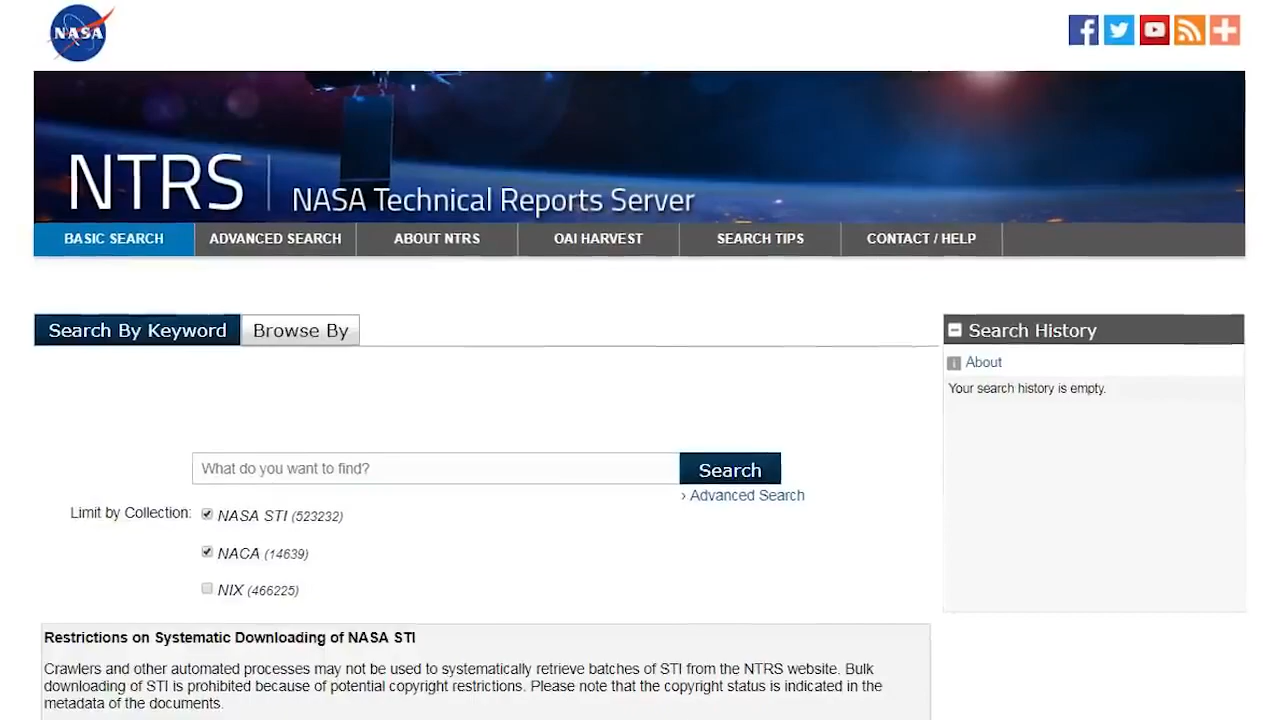 NASA
NTRS | NASA Technical Reports Server
BASIC SEARCH ADVANCED SEARCH ABOUT NTRS OAI HARVEST SEARCH TIPS CONTACT / HELP
Search By Keyword Browse By
Search History
About
Your search history is empty.
What do you want to find? Search
› Advanced Search
Limit by Collection: NASA STI (523232)
NACA (14639)
NIX (466225)
Restrictions on Systematic Downloading of NASA STI
Crawlers and other automated processes may not be used to systematically retrieve batches of STI from the NTRS website. Bulk
downloading of STI is prohibited because of potential copyright restrictions. Please note that the copyright status is indicated in the
metadata of the documents.